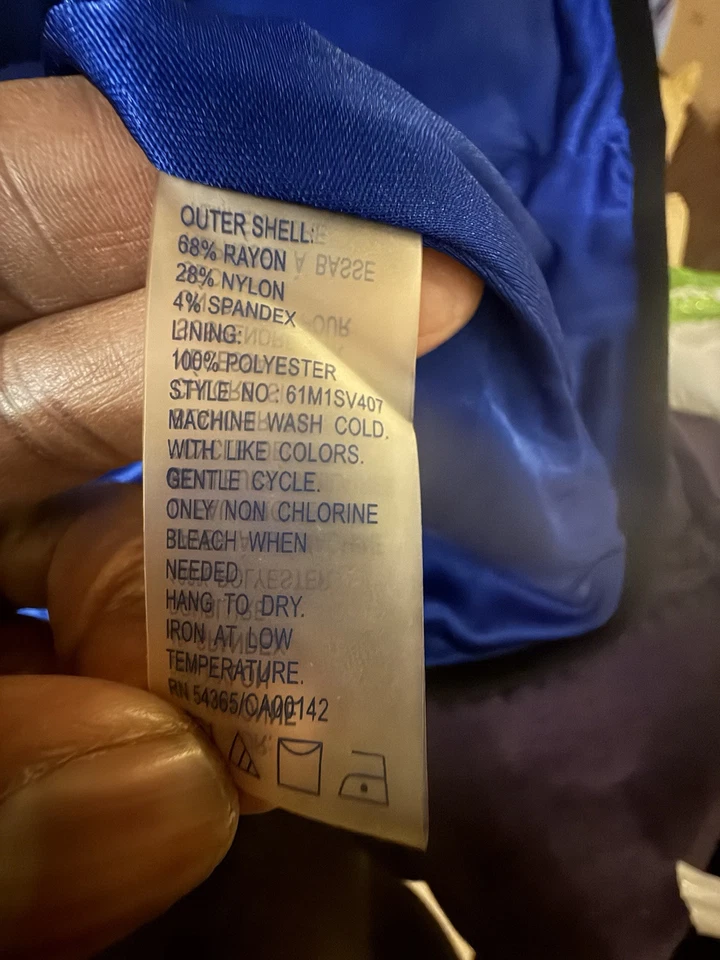 OUTER SHELL:
68% RAYON
28% NYLON
4% SPANDEX
LINING:
100% POLYESTER
STYLE NO: 61M1SV407
MACHINE WASH COLD.
WITH LIKE COLORS.
GENTLE CYCLE.
ONLY NON CHLORINE
BLEACH WHEN
NEEDED
HANG TO DRY.
IRON AT LOW
TEMPERATURE.
RN 54365/CA00142